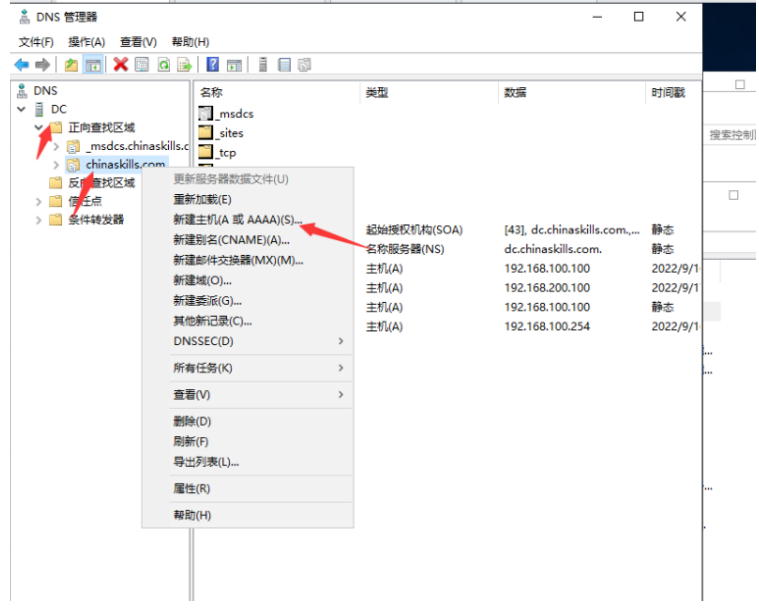 DNS 管理器
文件(F) 操作(A) 查看(V) 帮助(H)
DNS
DC
正向查找区域
_msdcs.chinaskills.c
chinaskills.com
反向查找区域
信任点
条件转发器
名称 类型 数据 时间戳
_msdcs
_sites
_tcp
起始授权机构(SOA) [43], dc.chinaskills.com.,... 静态
名称服务器(NS) dc.chinaskills.com. 静态
主机(A) 192.168.100.100 2022/9/1
主机(A) 192.168.200.100 2022/9/1
主机(A) 192.168.100.100 静态
主机(A) 192.168.100.254 2022/9/1
更新服务器数据文件(U)
重新加载(E)
新建主机(A 或 AAAA)(S)...
新建别名(CNAME)(A)...
新建邮件交换器(MX)(M)...
新建域(O)...
新建委派(G)...
其他新记录(C)...
DNSSEC(D)
所有任务(K)
查看(V)
删除(D)
刷新(F)
导出列表(L)...
属性(R)
帮助(H)
搜索控制